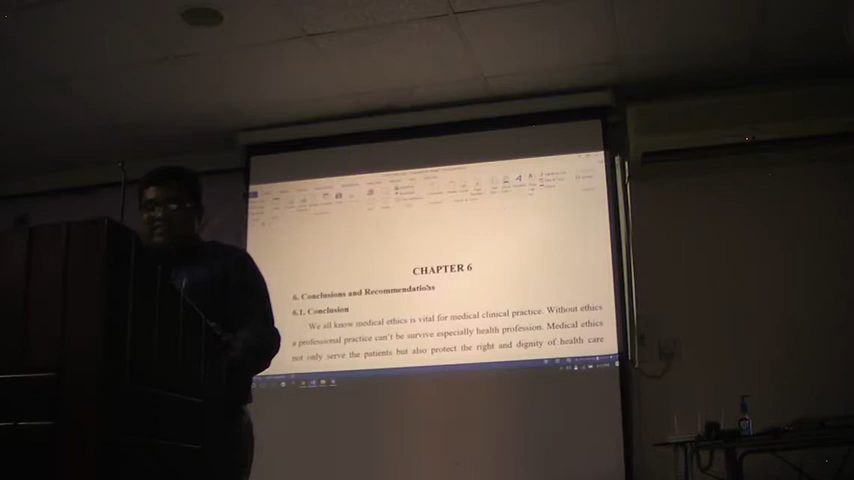 CHAPTER 6
6. Conclusions and Recommendations
6.1. Conclusion
We all know medical ethics is vital for medical clinical practice. Without ethics
a professional practice can't be survive especially health profession. Medical ethics
not only serve the patients but also protect the right and dignity of health care